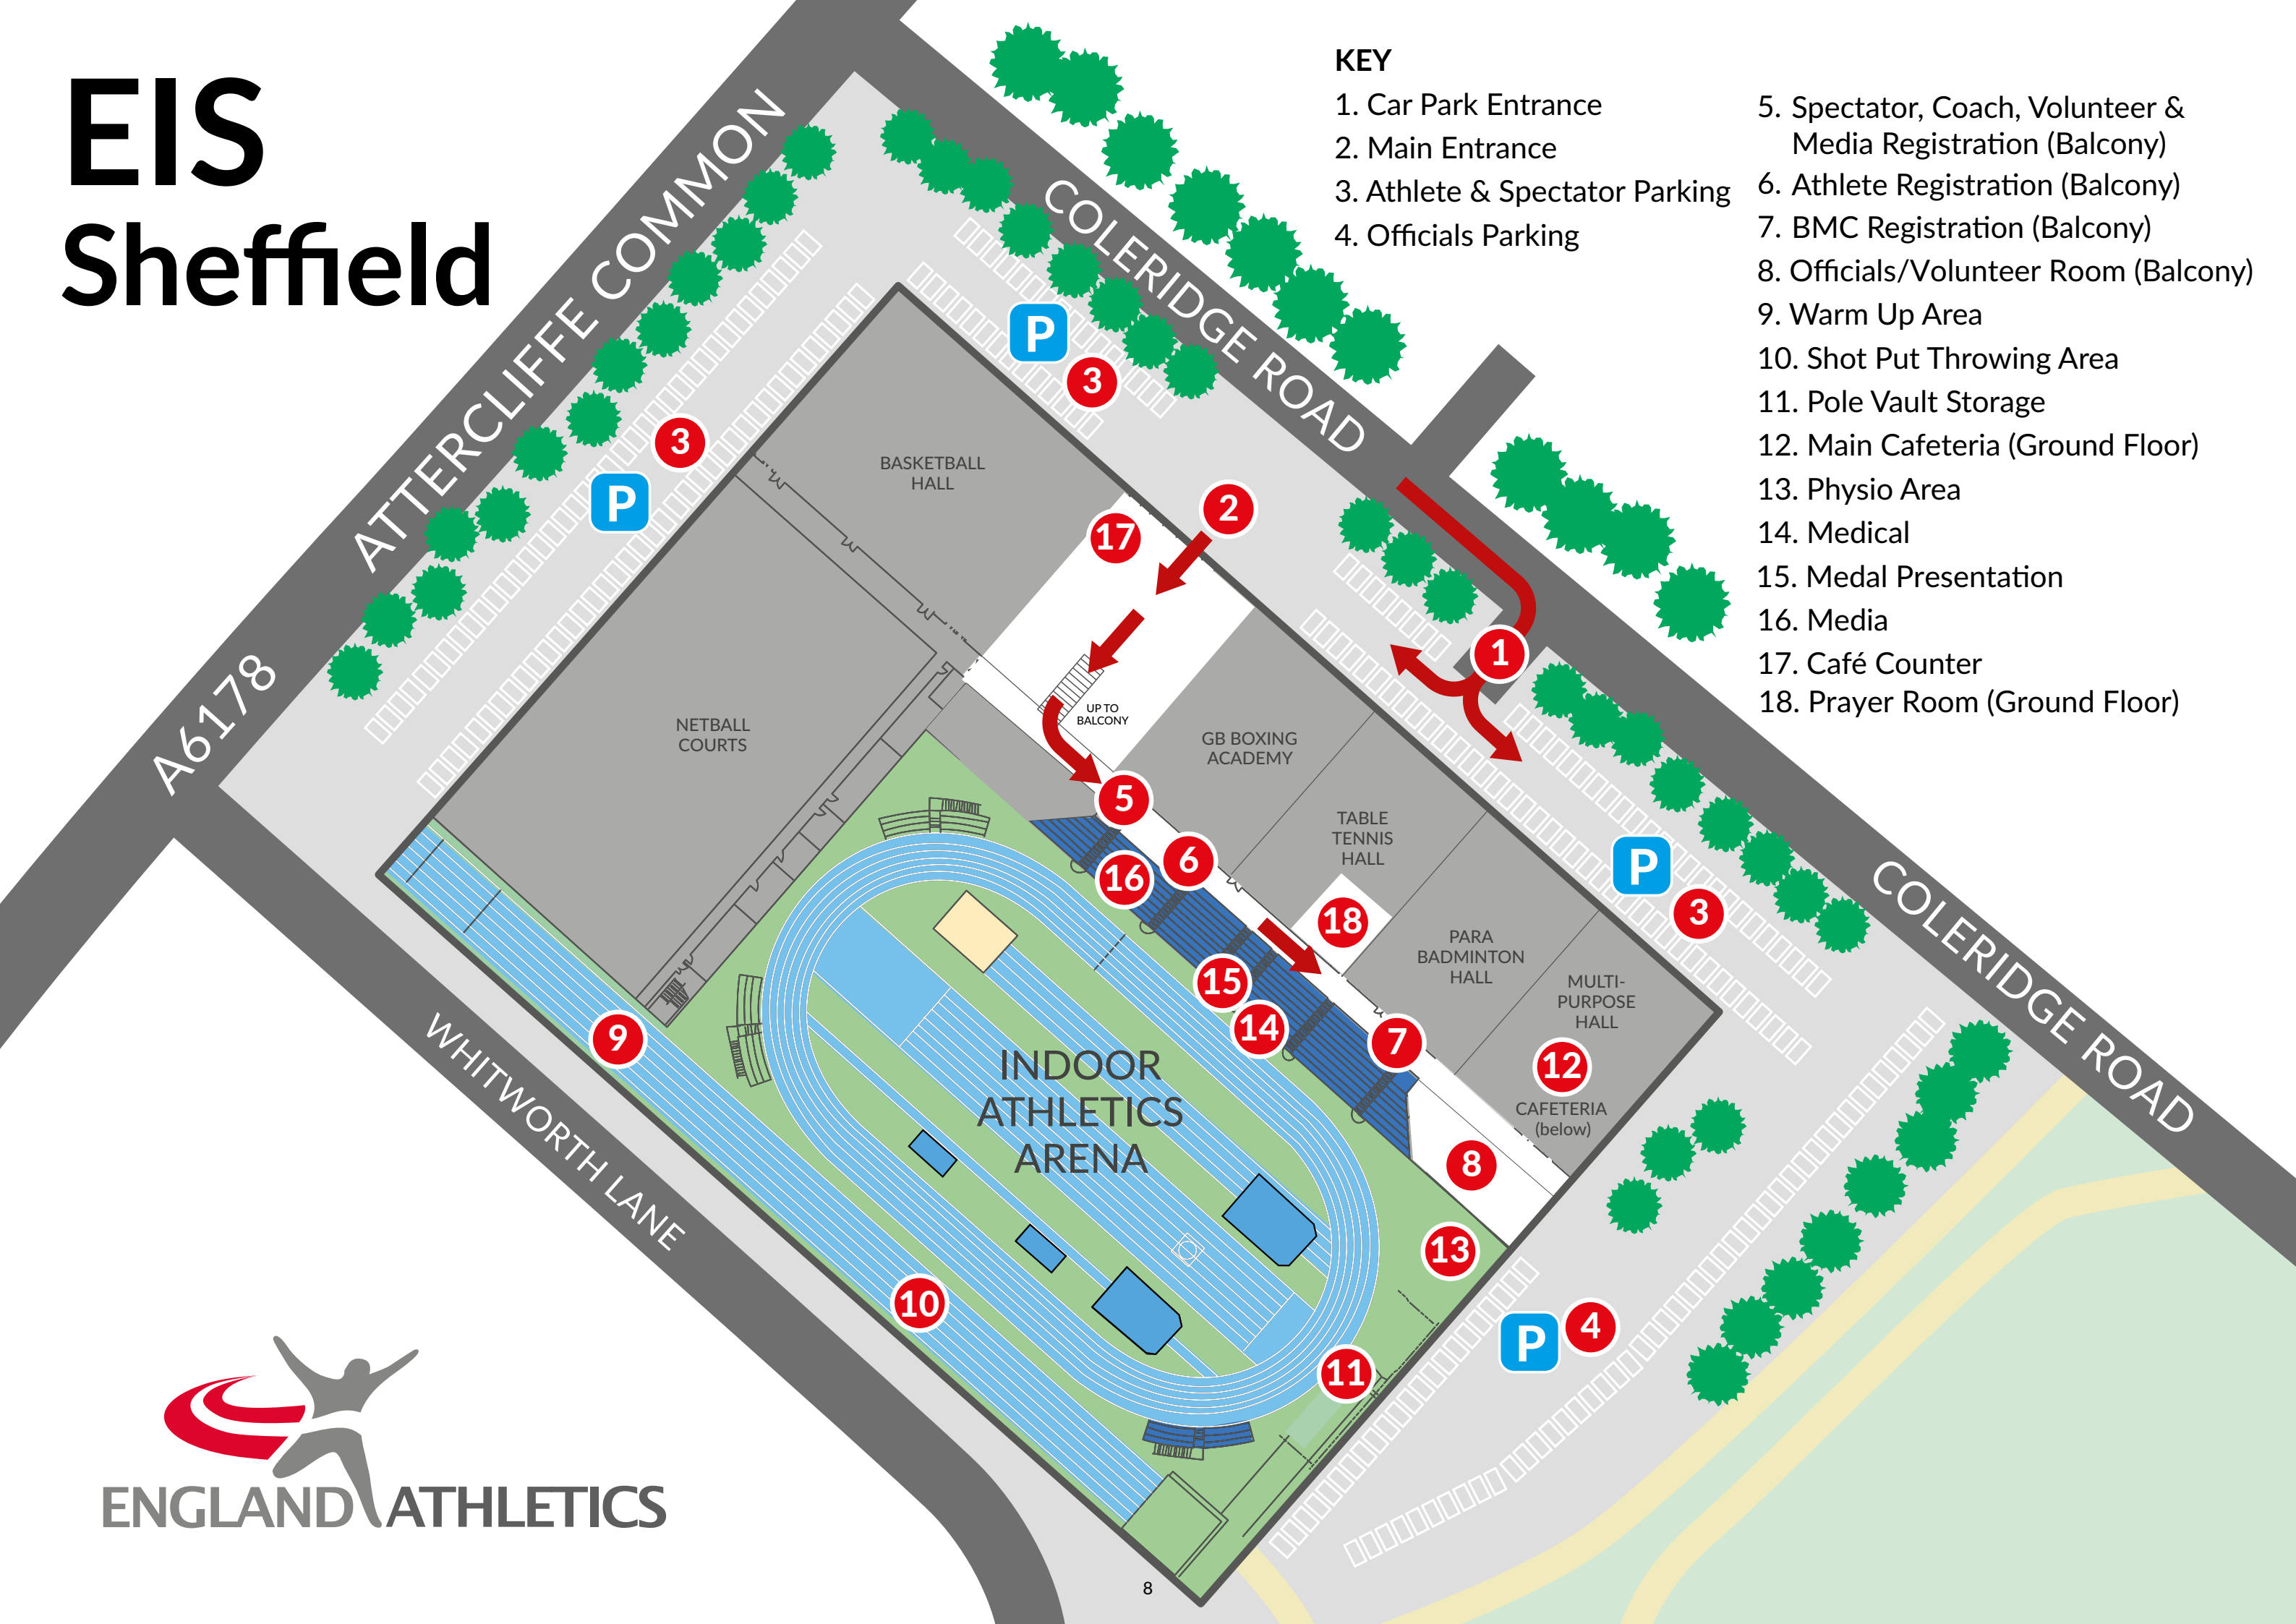 EIS
Sheffield
KEY
1. Car Park Entrance
2. Main Entrance
3. Athlete & Spectator Parking
4. Officials Parking
5. Spectator, Coach, Volunteer &
Media Registration (Balcony)
6. Athlete Registration (Balcony)
7. BMC Registration (Balcony)
8. Officials/Volunteer Room (Balcony)
9. Warm Up Area
10. Shot Put Throwing Area
11. Pole Vault Storage
12. Main Cafeteria (Ground Floor)
13. Physio Area
14. Medical
15. Medal Presentation
16. Media
17. Café Counter
18. Prayer Room (Ground Floor)
ATTERCLIFFE COMMON
A6178
COLERIDGE ROAD
COLERIDGE ROAD
WHITWORTH LANE
P
3
P
3
BASKETBALL
HALL
17
2
1
NETBALL
COURTS
UP TO
BALCONY
GB BOXING
ACADEMY
5
TABLE
TENNIS
HALL
6
16
18
P
3
PARA
BADMINTON
HALL
15
14
7
MULTI-
PURPOSE
HALL
12
CAFETERIA
(below)
9
INDOOR
ATHLETICS
ARENA
8
13
10
11
P
4
ENGLAND ATHLETICS
8